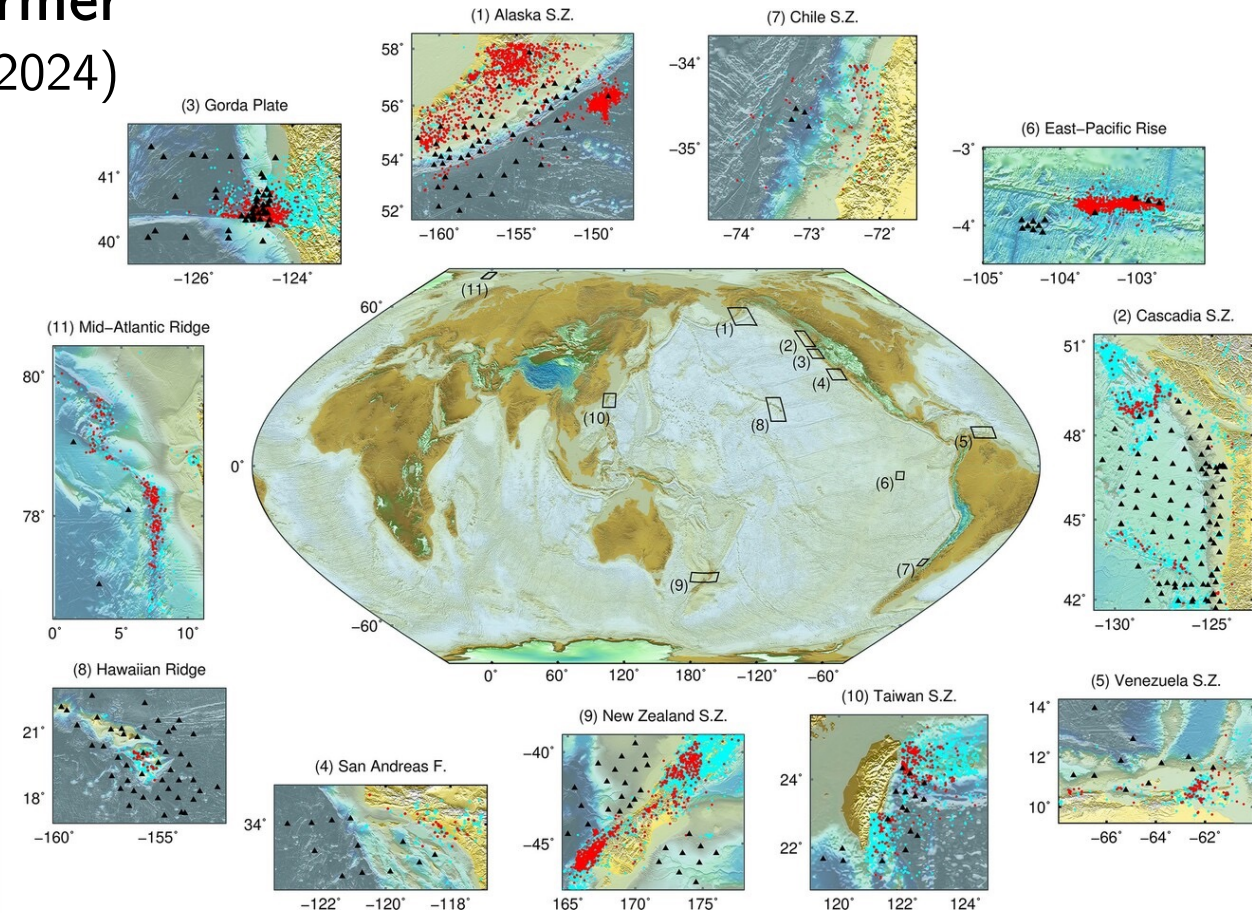 rmer
2024)
(1) Alaska S.Z.
58°
56°
54°
52°
−160° −155° −150°
(7) Chile S.Z.
−34°
−35°
−74° −73° −72°
(3) Gorda Plate
41°
40°
−126° −124°
(6) East−Pacific Rise
−3°
−4°
−105° −104° −103°
(11) Mid−Atlantic Ridge
80°
78°
0° 5° 10°
60°
0°
−60°
0° 60° 120° 180° −120° −60°
(11)
(1)
(2)
(3)
(4)
(10)
(8)
(5)
(6)
(7)
(9)
(2) Cascadia S.Z.
51°
48°
45°
42°
−130° −125°
(8) Hawaiian Ridge
21°
18°
−160° −155°
(4) San Andreas F.
34°
−122° −120° −118°
(9) New Zealand S.Z.
−40°
−45°
165° 170° 175°
(10) Taiwan S.Z.
24°
22°
120° 122° 124°
(5) Venezuela S.Z.
14°
12°
10°
−66° −64° −62°